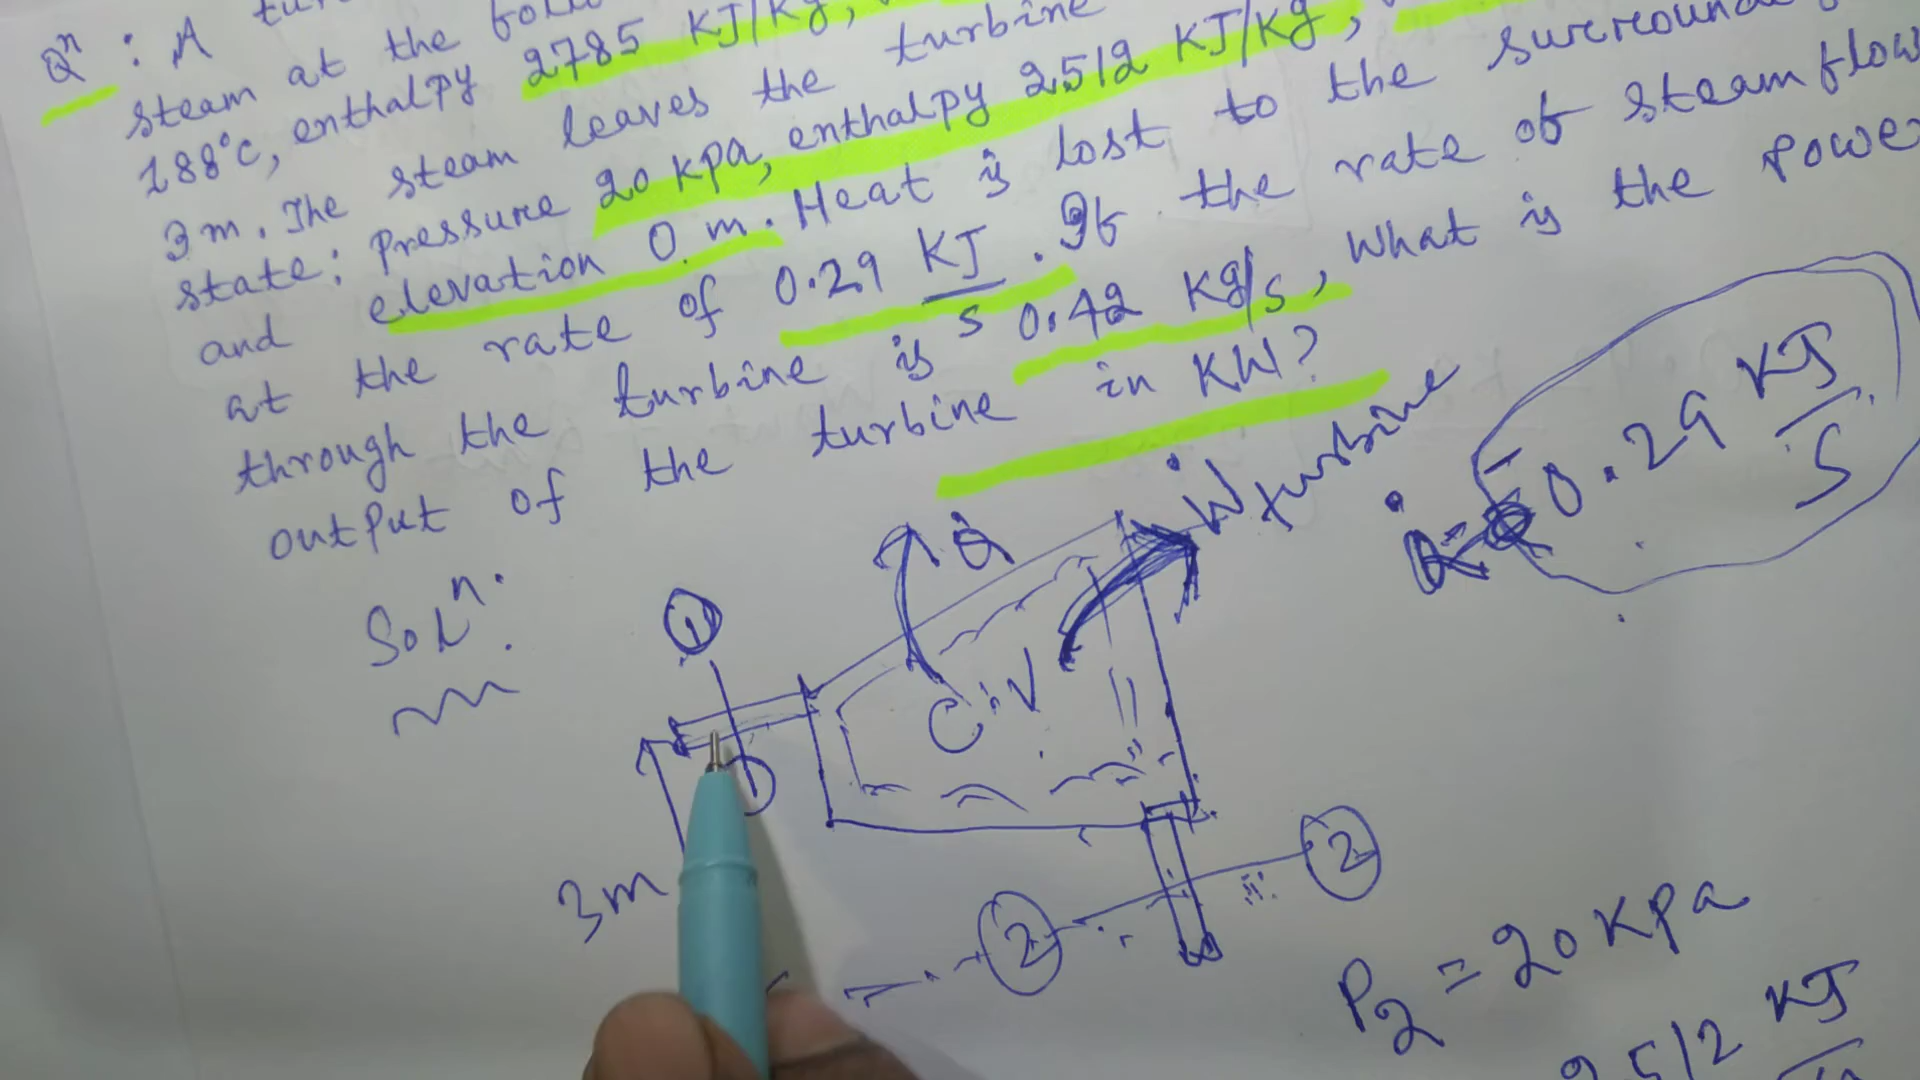 Qn : A
steam at the
188°c, enthalpy 2785 KJ/Kg,
3m. The steam leaves the turbine
state: Pressure 20 kpa, enthalpy 2512 KJ/Kg,
and elevation 0 m. Heat is lost to the
at the rate of 0.29 KJ/s. If the rate of steam flow
through the turbine is 0.42 Kg/s, What is the Power
output of the turbine in KW?
Soln.
Q̇
Ẇ turbine
Q̇ = -0.29 KJ/s
1
C.V
1
3m
2
2
P2 = 20 kpa
2512 KJ